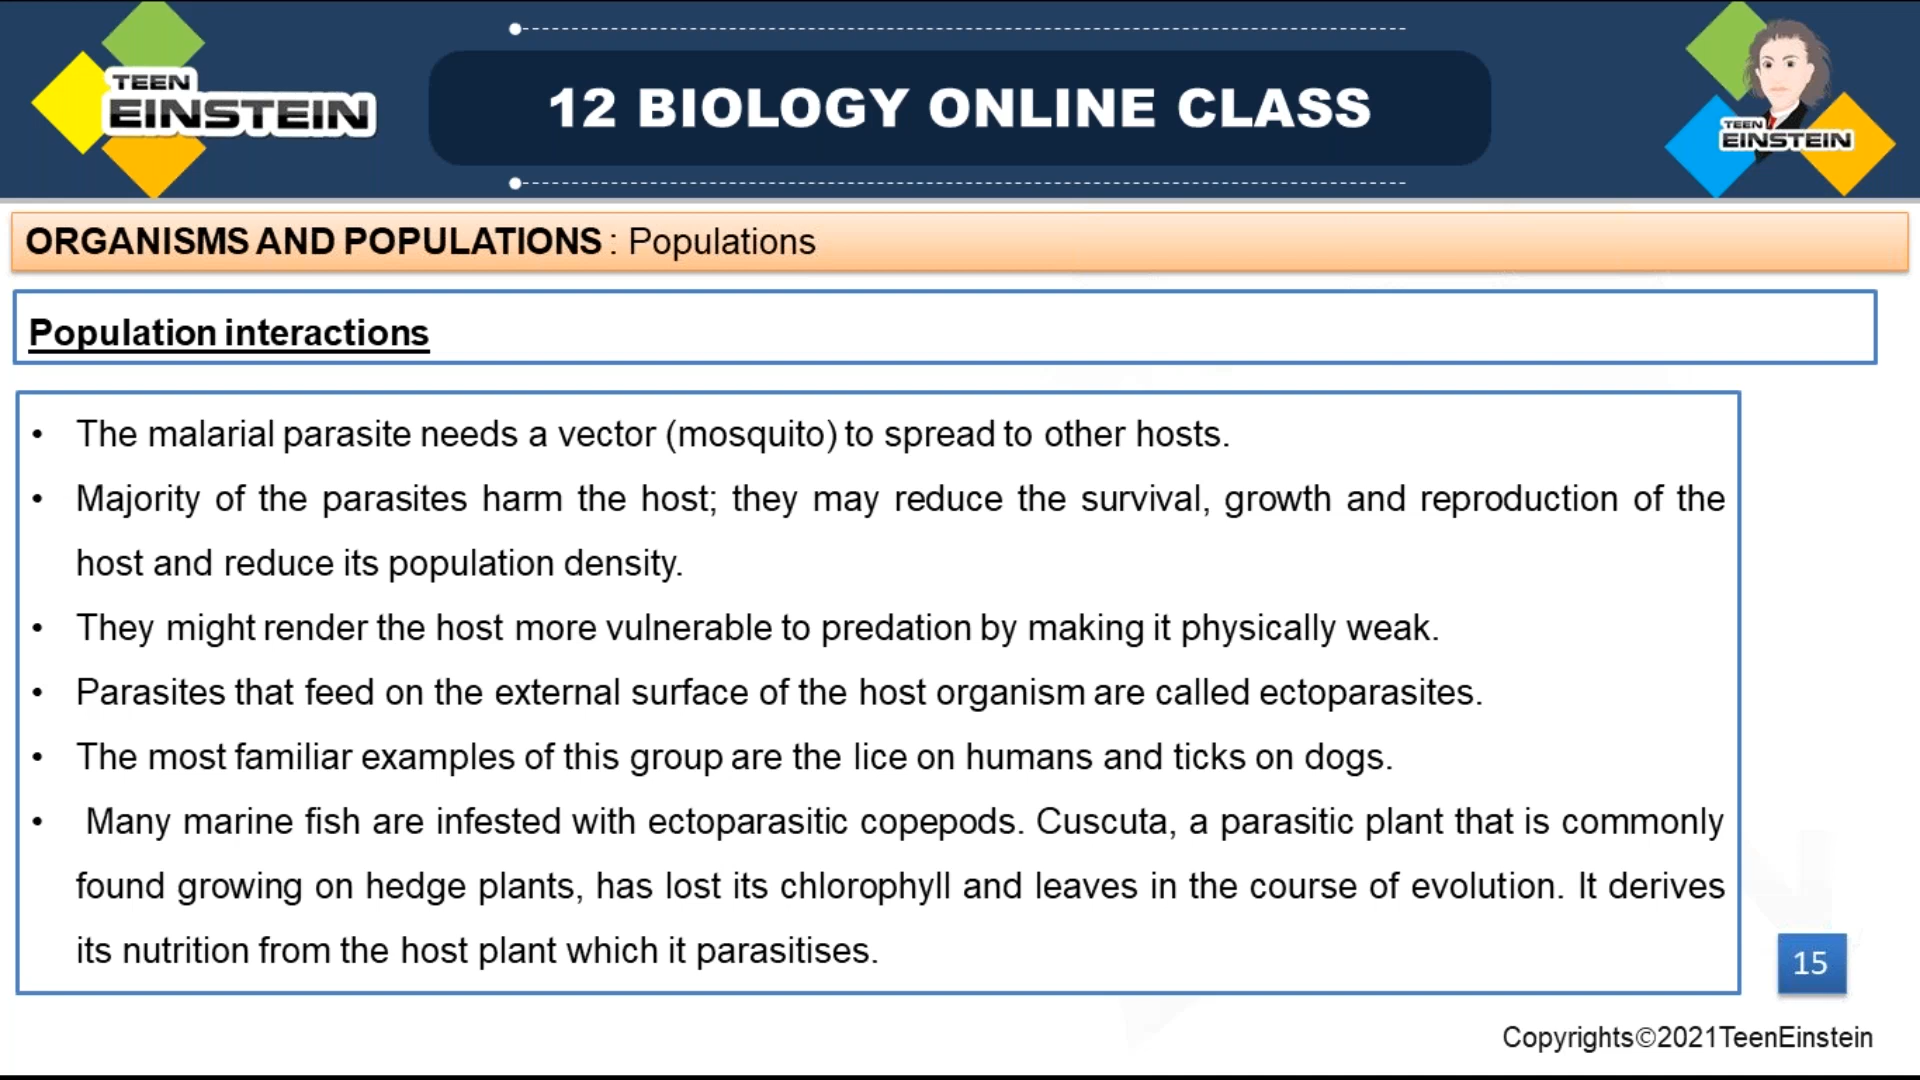 TEEN
EINSTEIN
12 BIOLOGY ONLINE CLASS
TEEN
EINSTEIN
ORGANISMS AND POPULATIONS : Populations
Population interactions
• The malarial parasite needs a vector (mosquito) to spread to other hosts.
• Majority of the parasites harm the host; they may reduce the survival, growth and reproduction of the
host and reduce its population density.
• They might render the host more vulnerable to predation by making it physically weak.
• Parasites that feed on the external surface of the host organism are called ectoparasites.
• The most familiar examples of this group are the lice on humans and ticks on dogs.
• Many marine fish are infested with ectoparasitic copepods. Cuscuta, a parasitic plant that is commonly
found growing on hedge plants, has lost its chlorophyll and leaves in the course of evolution. It derives
its nutrition from the host plant which it parasitises.
15
Copyrights©2021TeenEinstein